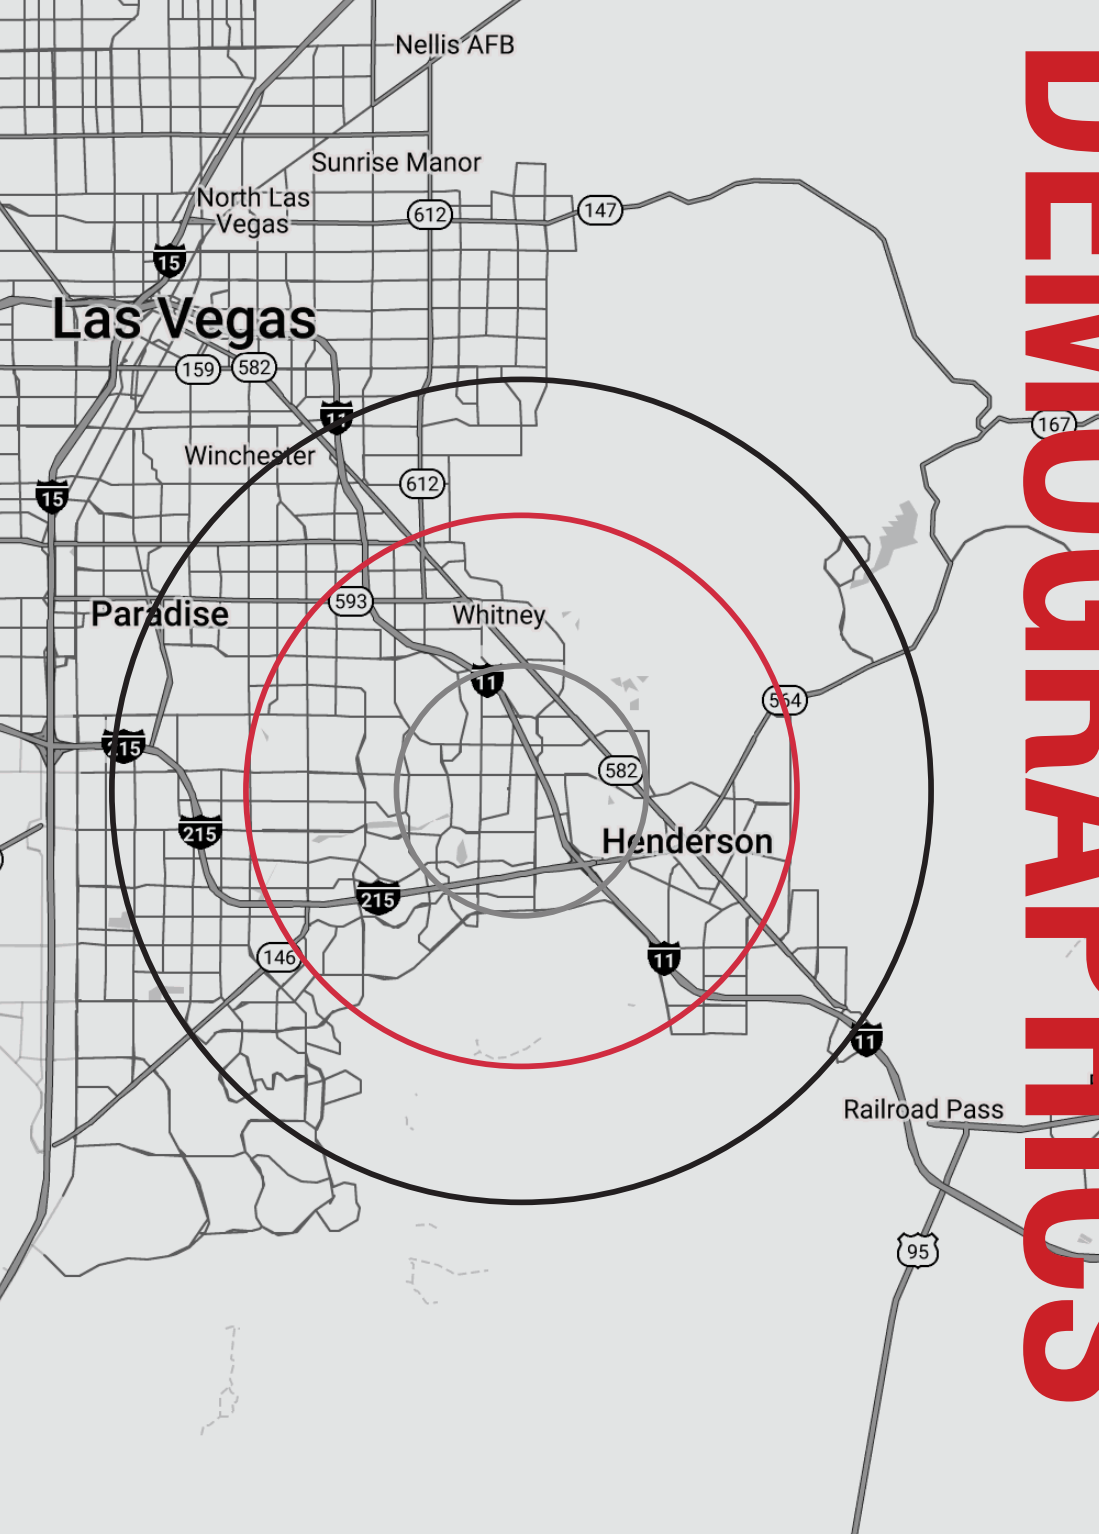 Nellis AFB
Sunrise Manor
North Las
Vegas
612
147
15
Las Vegas
159
582
11
167
Winchester
612
15
593
Paradise
Whitney
11
564
215
582
215
Henderson
215
146
11
11
Railroad Pass
95
DEMOGRAPHICS